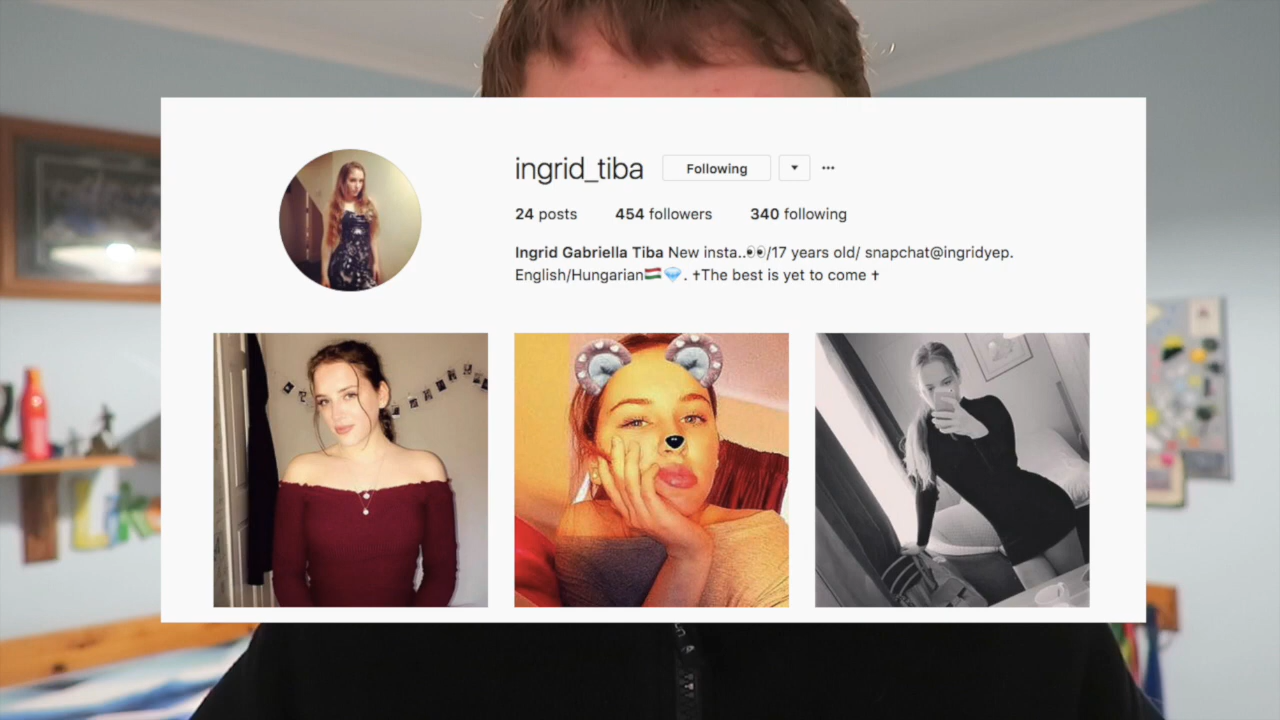 ingrid_tiba Following ▼ •••
24 posts 454 followers 340 following
Ingrid Gabriella Tiba New insta..👀/17 years old/ snapchat@ingridyep.
English/Hungarian🇭🇺💎. ✝The best is yet to come ✝
Luke